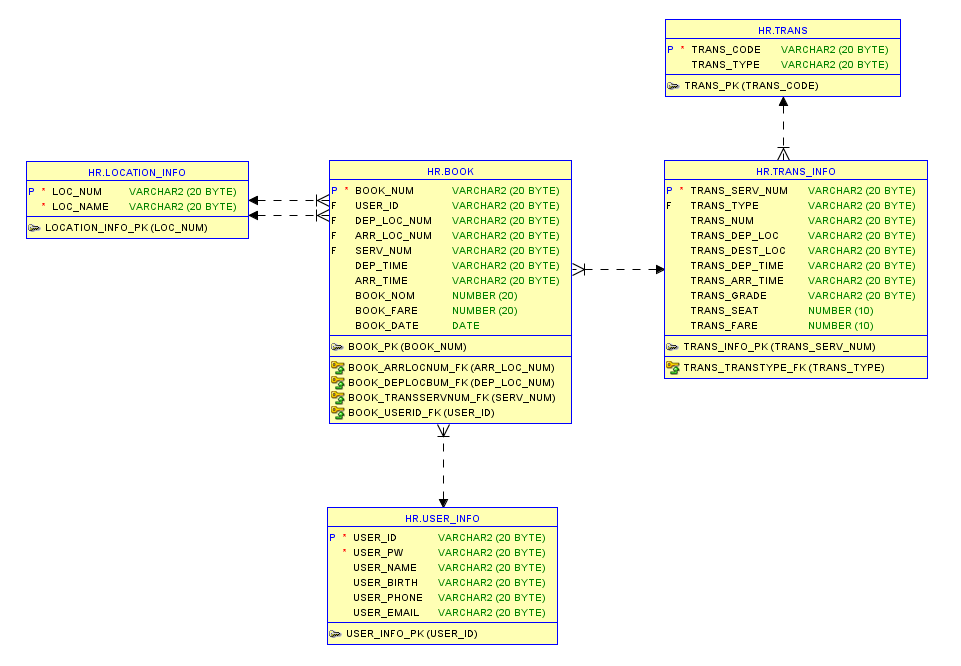 HR.TRANS
P * TRANS_CODE VARCHAR2 (20 BYTE)
TRANS_TYPE VARCHAR2 (20 BYTE)
TRANS_PK (TRANS_CODE)
HR.LOCATION_INFO
P * LOC_NUM VARCHAR2 (20 BYTE)
* LOC_NAME VARCHAR2 (20 BYTE)
LOCATION_INFO_PK (LOC_NUM)
HR.BOOK
P * BOOK_NUM VARCHAR2 (20 BYTE)
F USER_ID VARCHAR2 (20 BYTE)
F DEP_LOC_NUM VARCHAR2 (20 BYTE)
F ARR_LOC_NUM VARCHAR2 (20 BYTE)
F SERV_NUM VARCHAR2 (20 BYTE)
DEP_TIME VARCHAR2 (20 BYTE)
ARR_TIME VARCHAR2 (20 BYTE)
BOOK_NOM NUMBER (20)
BOOK_FARE NUMBER (20)
BOOK_DATE DATE
BOOK_PK (BOOK_NUM)
BOOK_ARRLOCNUM_FK (ARR_LOC_NUM)
BOOK_DEPLOCBUM_FK (DEP_LOC_NUM)
BOOK_TRANSSERVNUM_FK (SERV_NUM)
BOOK_USERID_FK (USER_ID)
HR.TRANS_INFO
P * TRANS_SERV_NUM VARCHAR2 (20 BYTE)
F TRANS_TYPE VARCHAR2 (20 BYTE)
TRANS_NUM VARCHAR2 (20 BYTE)
TRANS_DEP_LOC VARCHAR2 (20 BYTE)
TRANS_DEST_LOC VARCHAR2 (20 BYTE)
TRANS_DEP_TIME VARCHAR2 (20 BYTE)
TRANS_ARR_TIME VARCHAR2 (20 BYTE)
TRANS_GRADE VARCHAR2 (20 BYTE)
TRANS_SEAT NUMBER (10)
TRANS_FARE NUMBER (10)
TRANS_INFO_PK (TRANS_SERV_NUM)
TRANS_TRANSTYPE_FK (TRANS_TYPE)
HR.USER_INFO
P * USER_ID VARCHAR2 (20 BYTE)
* USER_PW VARCHAR2 (20 BYTE)
USER_NAME VARCHAR2 (20 BYTE)
USER_BIRTH VARCHAR2 (20 BYTE)
USER_PHONE VARCHAR2 (20 BYTE)
USER_EMAIL VARCHAR2 (20 BYTE)
USER_INFO_PK (USER_ID)